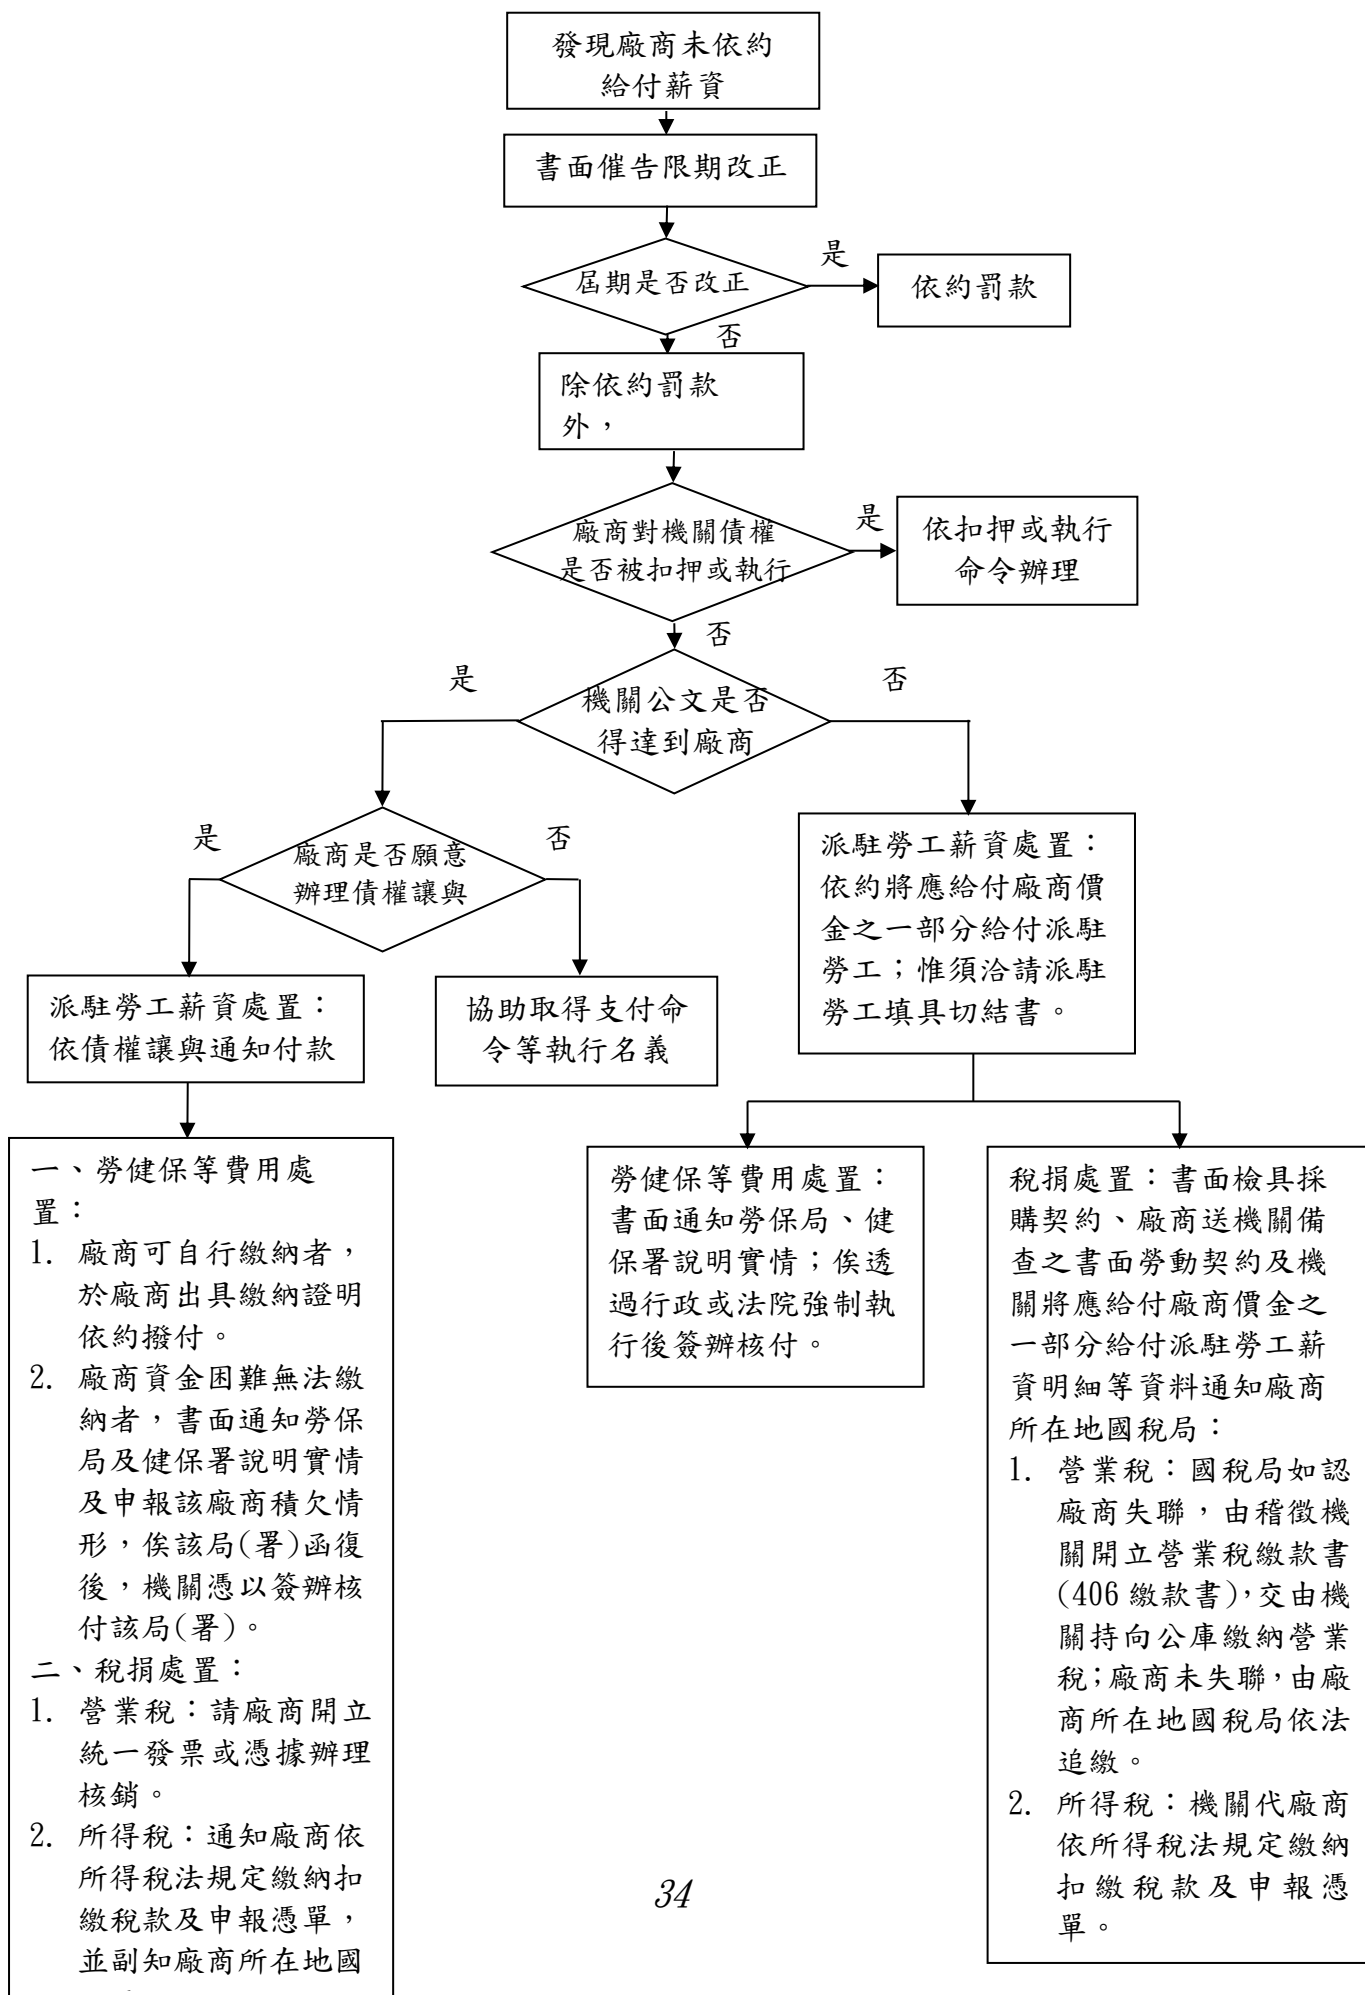 發現廠商未依約
給付薪資
書面催告限期改正
屆期是否改正
是
依約罰款
否
除依約罰款
外，
廠商對機關債權
是否被扣押或執行
是
依扣押或執行
命令辦理
否
機關公文是否
得達到廠商
是
否
廠商是否願意
辦理債權讓與
是
否
派駐勞工薪資處置：
依債權讓與通知付款
協助取得支付命
令等執行名義
派駐勞工薪資處置：
依約將應給付廠商價
金之一部分給付派駐
勞工；惟須洽請派駐
勞工填具切結書。
一、勞健保等費用處
置：
1. 廠商可自行繳納者，
於廠商出具繳納證明
依約撥付。
2. 廠商資金困難無法繳
納者，書面通知勞保
局及健保署說明實情
及申報該廠商積欠情
形，俟該局(署)函復
後，機關憑以簽辦核
付該局(署)。
二、稅捐處置：
1. 營業稅：請廠商開立
統一發票或憑據辦理
核銷。
2. 所得稅：通知廠商依
所得稅法規定繳納扣
繳稅款及申報憑單，
並副知廠商所在地國
勞健保等費用處置：
書面通知勞保局、健
保署說明實情；俟透
過行政或法院強制執
行後簽辦核付。
稅捐處置：書面檢具採
購契約、廠商送機關備
查之書面勞動契約及機
關將應給付廠商價金之
一部分給付派駐勞工薪
資明細等資料通知廠商
所在地國稅局：
1. 營業稅：國稅局如認
廠商失聯，由稽徵機
關開立營業稅繳款書
(406 繳款書)，交由機
關持向公庫繳納營業
稅；廠商未失聯，由廠
商所在地國稅局依法
追繳。
2. 所得稅：機關代廠商
依所得稅法規定繳納
扣繳稅款及申報憑
單。
34